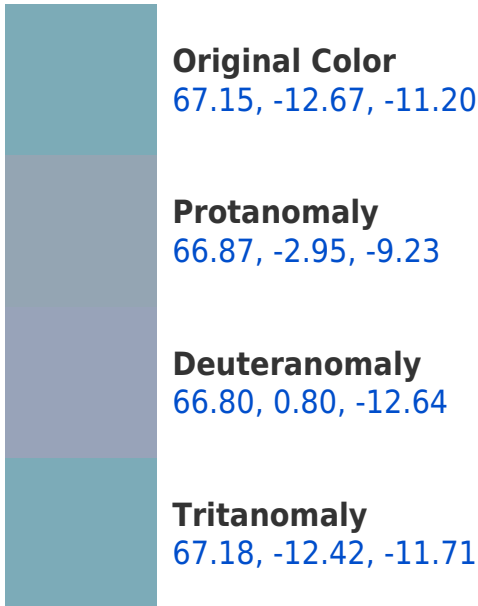 Original Color
67.15, -12.67, -11.20
Protanomaly
66.87, -2.95, -9.23
Deuteranomaly
66.80, 0.80, -12.64
Tritanomaly
67.18, -12.42, -11.71